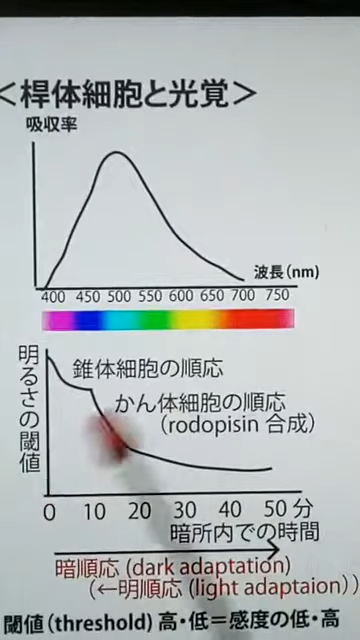 ＜桿体細胞と光覚＞
吸収率
波長(nm)
400 450 500 550 600 650 700 750
明るさの閾値
錐体細胞の順応
かん体細胞の順応
(rodopisin 合成)
0 10 20 30 40 50 分
暗所内での時間
暗順応 (dark adaptation)
(←明順応 (light adaptaion))
閾値(threshold) 高・低＝感度の低・高